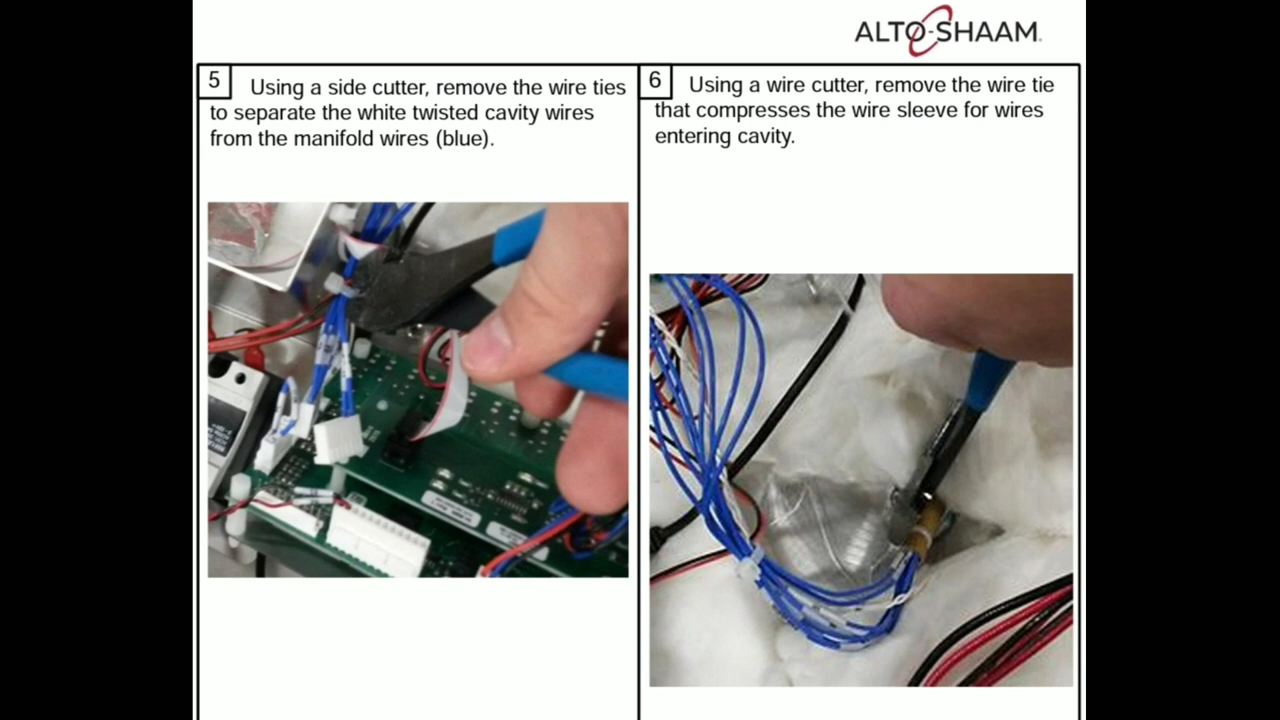 ALTO-SHAAM.
5 Using a side cutter, remove the wire ties
to separate the white twisted cavity wires
from the manifold wires (blue).
6 Using a wire cutter, remove the wire tie
that compresses the wire sleeve for wires
entering cavity.